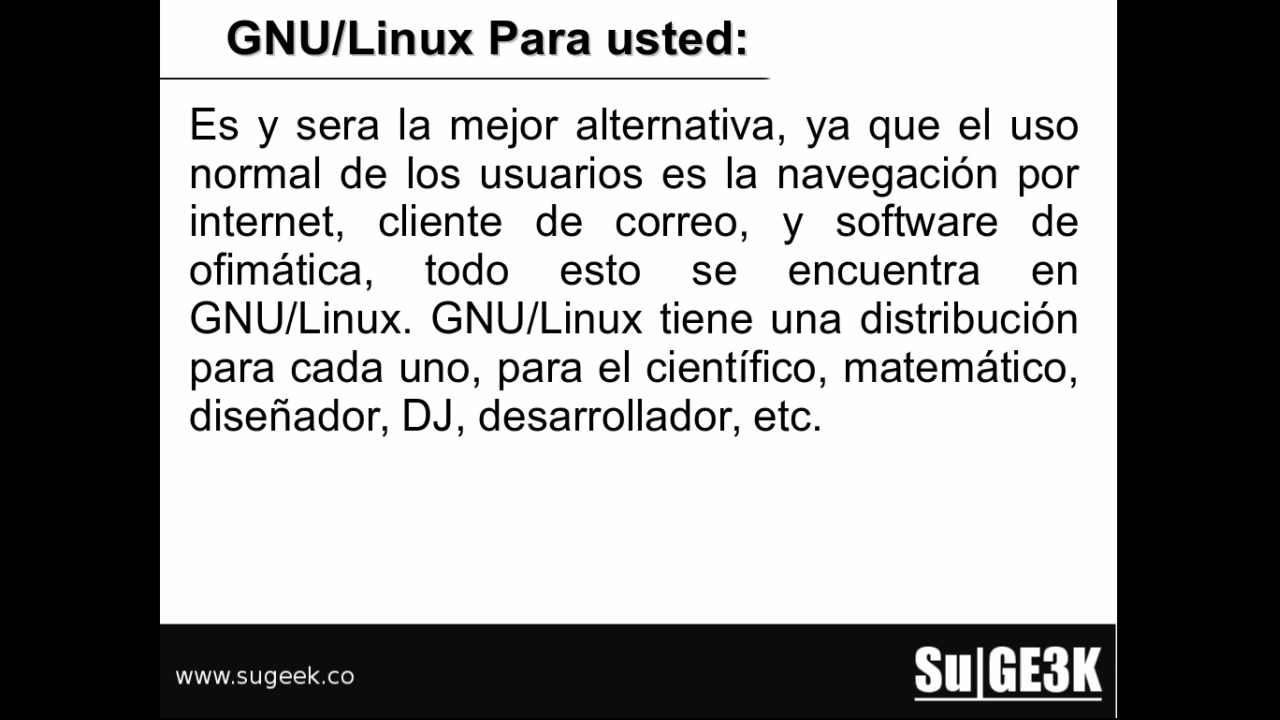 GNU/Linux Para usted:
Es y sera la mejor alternativa, ya que el uso
normal de los usuarios es la navegación por
internet, cliente de correo, y software de
ofimática, todo esto se encuentra en
GNU/Linux. GNU/Linux tiene una distribución
para cada uno, para el científico, matemático,
diseñador, DJ, desarrollador, etc.
www.sugeek.co
Su|GE3K